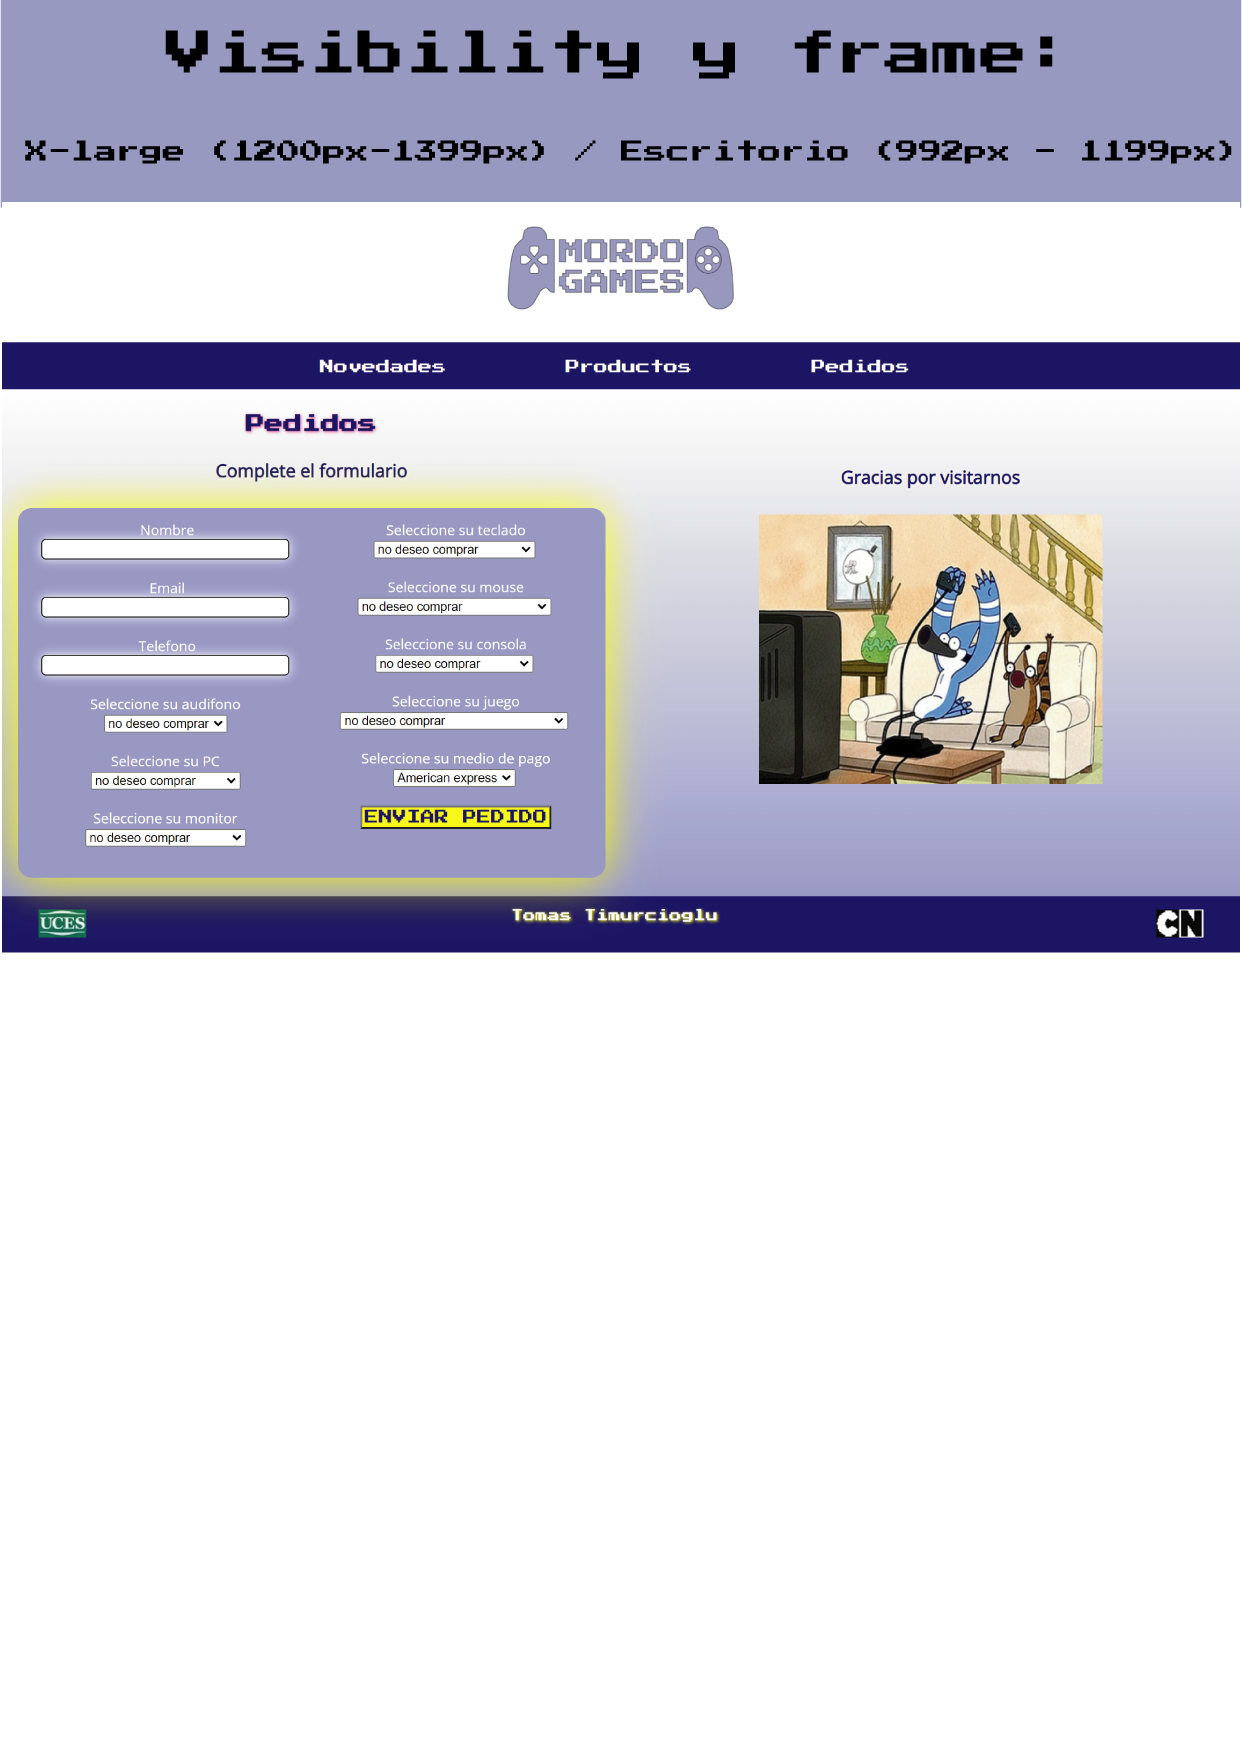 Visibility y frame:
X-large (1200px-1399px) / Escritorio (992px - 1199px)
MORDO
GAMES
Novedades Productos Pedidos
Pedidos
Complete el formulario
Nombre
Email
Telefono
Seleccione su audifono
no deseo comprar
Seleccione su PC
no deseo comprar
Seleccione su monitor
no deseo comprar
Seleccione su teclado
no deseo comprar
Seleccione su mouse
no deseo comprar
Seleccione su consola
no deseo comprar
Seleccione su juego
no deseo comprar
Seleccione su medio de pago
American express
ENVIAR PEDIDO
Gracias por visitarnos
UCES
Tomas Timurcioglu
CN